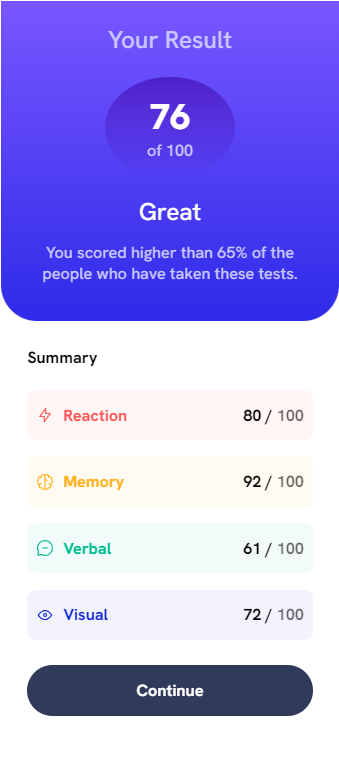 Your Result
76
of 100
Great
You scored higher than 65% of the
people who have taken these tests.
Summary
Reaction 80 / 100
Memory 92 / 100
Verbal 61 / 100
Visual 72 / 100
Continue